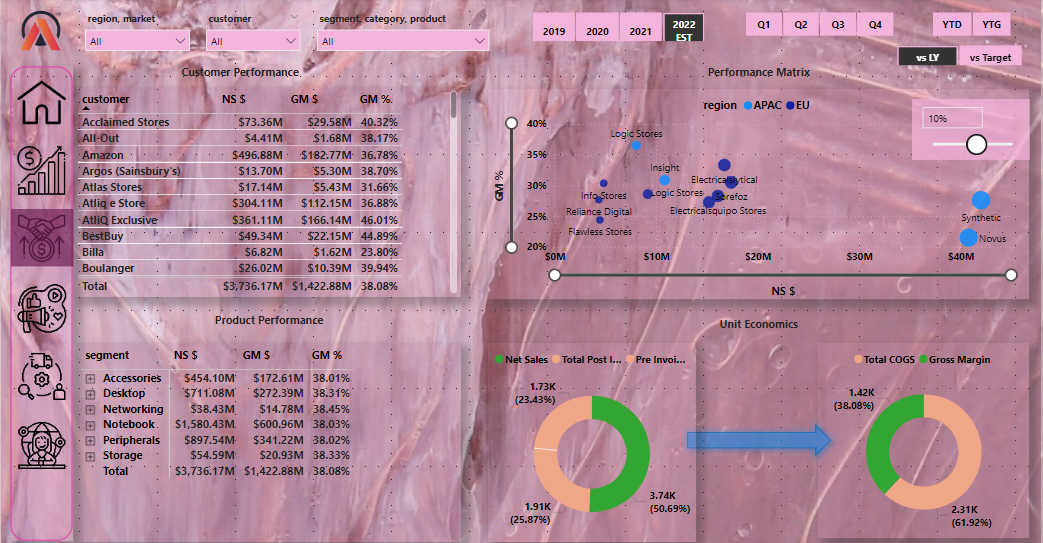 region, market customer segment, category, product
All All All
2019 2020 2021 2022 EST
Q1 Q2 Q3 Q4 YTD YTG
vs LY vs Target
Customer Performance.
customer NS $ GM $ GM %.
Acclaimed Stores $73.36M $29.58M 40.32%
All-Out $4.41M $1.68M 38.17%
Amazon $496.88M $182.77M 36.78%
Argos (Sainsbury's) $13.70M $5.30M 38.70%
Atlas Stores $17.14M $5.43M 31.66%
Atliq e Store $304.11M $112.15M 36.88%
AtliQ Exclusive $361.11M $166.14M 46.01%
BestBuy $49.34M $22.15M 44.89%
Billa $6.82M $1.62M 23.80%
Boulanger $26.02M $10.39M 39.94%
Total $3,736.17M $1,422.88M 38.08%
Performance Matrix
region APAC EU
10%
GM %
40%
35%
30%
25%
20%
Logic Stores
Insight
Info Stores
Logic Stores
Reliance Digital
Flawless Stores
Electricalslytical
Sorefoz
Electricalsquipo Stores
Synthetic
Novus
$0M $10M $20M $30M $40M
NS $
Product Performance
segment NS $ GM $ GM %
Accessories $454.10M $172.61M 38.01%
Desktop $711.08M $272.39M 38.31%
Networking $38.43M $14.78M 38.45%
Notebook $1,580.43M $600.96M 38.03%
Peripherals $897.54M $341.22M 38.02%
Storage $54.59M $20.93M 38.33%
Total $3,736.17M $1,422.88M 38.08%
Unit Economics
Net Sales Total Post I... Pre Invoi...
1.73K
(23.43%)
1.91K
(25.87%)
3.74K
(50.69%)
Total COGS Gross Margin
1.42K
(38.08%)
2.31K
(61.92%)